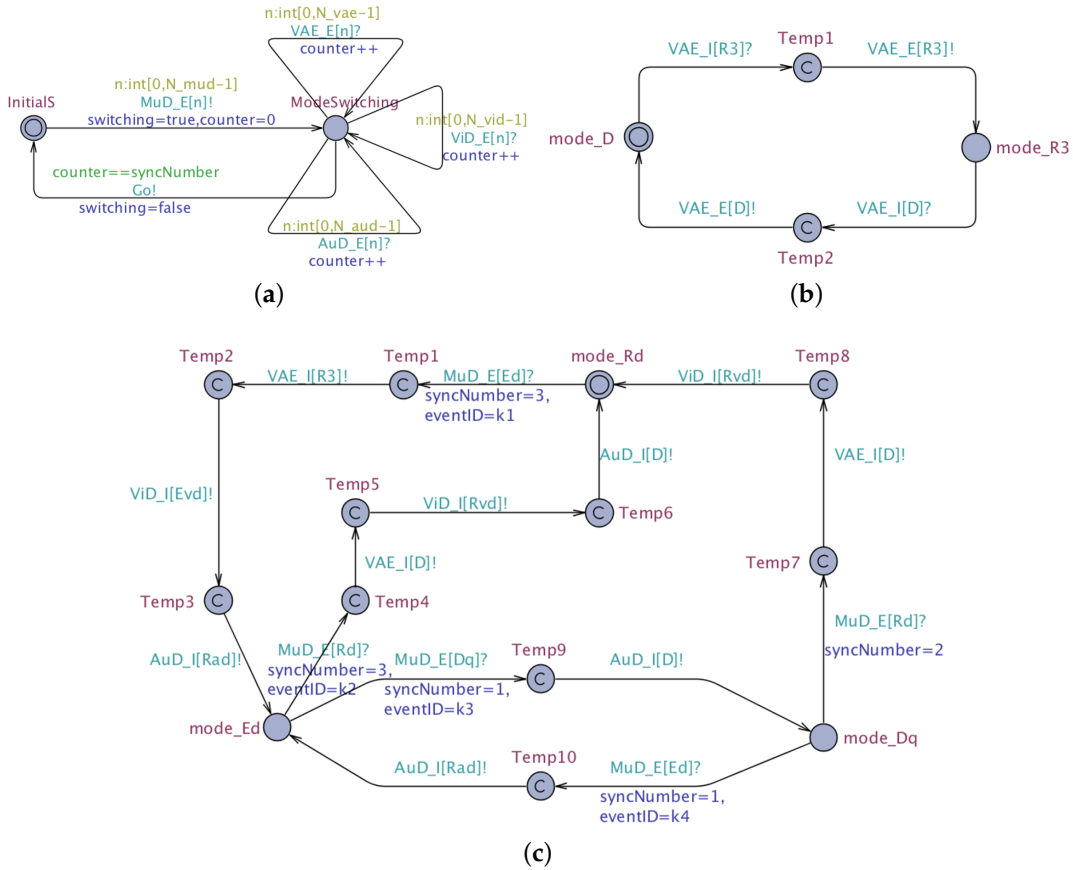 n:int[0,N_vae-1]
VAE_E[n]?
counter++
n:int[0,N_mud-1]
InitialS
MuD_E[n]!
ModeSwitching
switching=true,counter=0
n:int[0,N_vid-1]
ViD_E[n]?
counter++
counter==syncNumber
Go!
switching=false
n:int[0,N_aud-1]
AuD_E[n]?
counter++
(a)
Temp1
VAE_I[R3]?
VAE_E[R3]!
mode_D
mode_R3
VAE_E[D]!
VAE_I[D]?
Temp2
(b)
Temp2
Temp1
mode_Rd
Temp8
VAE_I[R3]!
MuD_E[Ed]?
syncNumber=3,
eventID=k1
ViD_I[Rvd]!
AuD_I[D]!
VAE_I[D]!
Temp5
ViD_I[Evd]!
ViD_I[Rvd]!
Temp6
VAE_I[D]!
Temp7
Temp3
Temp4
MuD_E[Rd]?
syncNumber=2
AuD_I[Rad]!
MuD_E[Rd]?
syncNumber=3,
eventID=k2
MuD_E[Dq]?
syncNumber=1,
eventID=k3
Temp9
AuD_I[D]!
mode_Ed
mode_Dq
Temp10
AuD_I[Rad]!
MuD_E[Ed]?
syncNumber=1,
eventID=k4
(c)